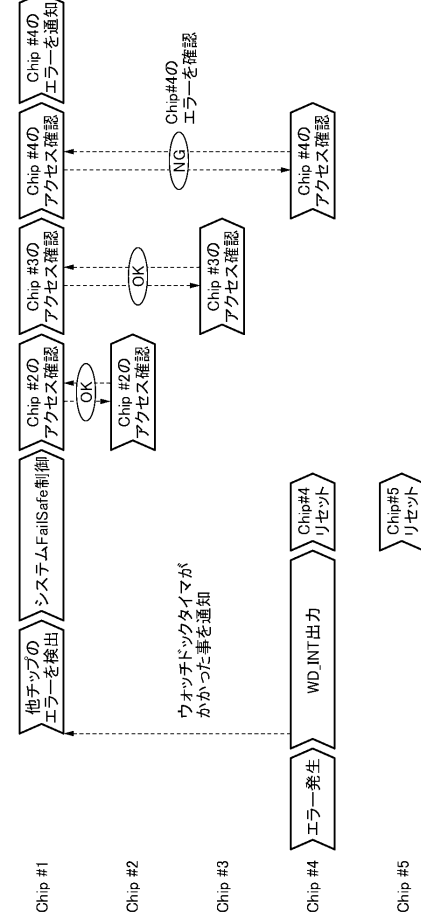 Chip #1
他チップの
エラーを検出
システムFailSafe制御
Chip #2の
アクセス確認
Chip #3の
アクセス確認
Chip #4の
アクセス確認
Chip #4の
エラーを通知
OK
OK
NG
Chip#4の
エラーを確認
Chip #2
Chip #2の
アクセス確認
ウォッチドックタイマが
かかった事を通知
Chip #3
Chip #3の
アクセス確認
Chip #4
エラー発生
WD_INT出力
Chip#4
リセット
Chip #4の
アクセス確認
Chip #5
Chip#5
リセット